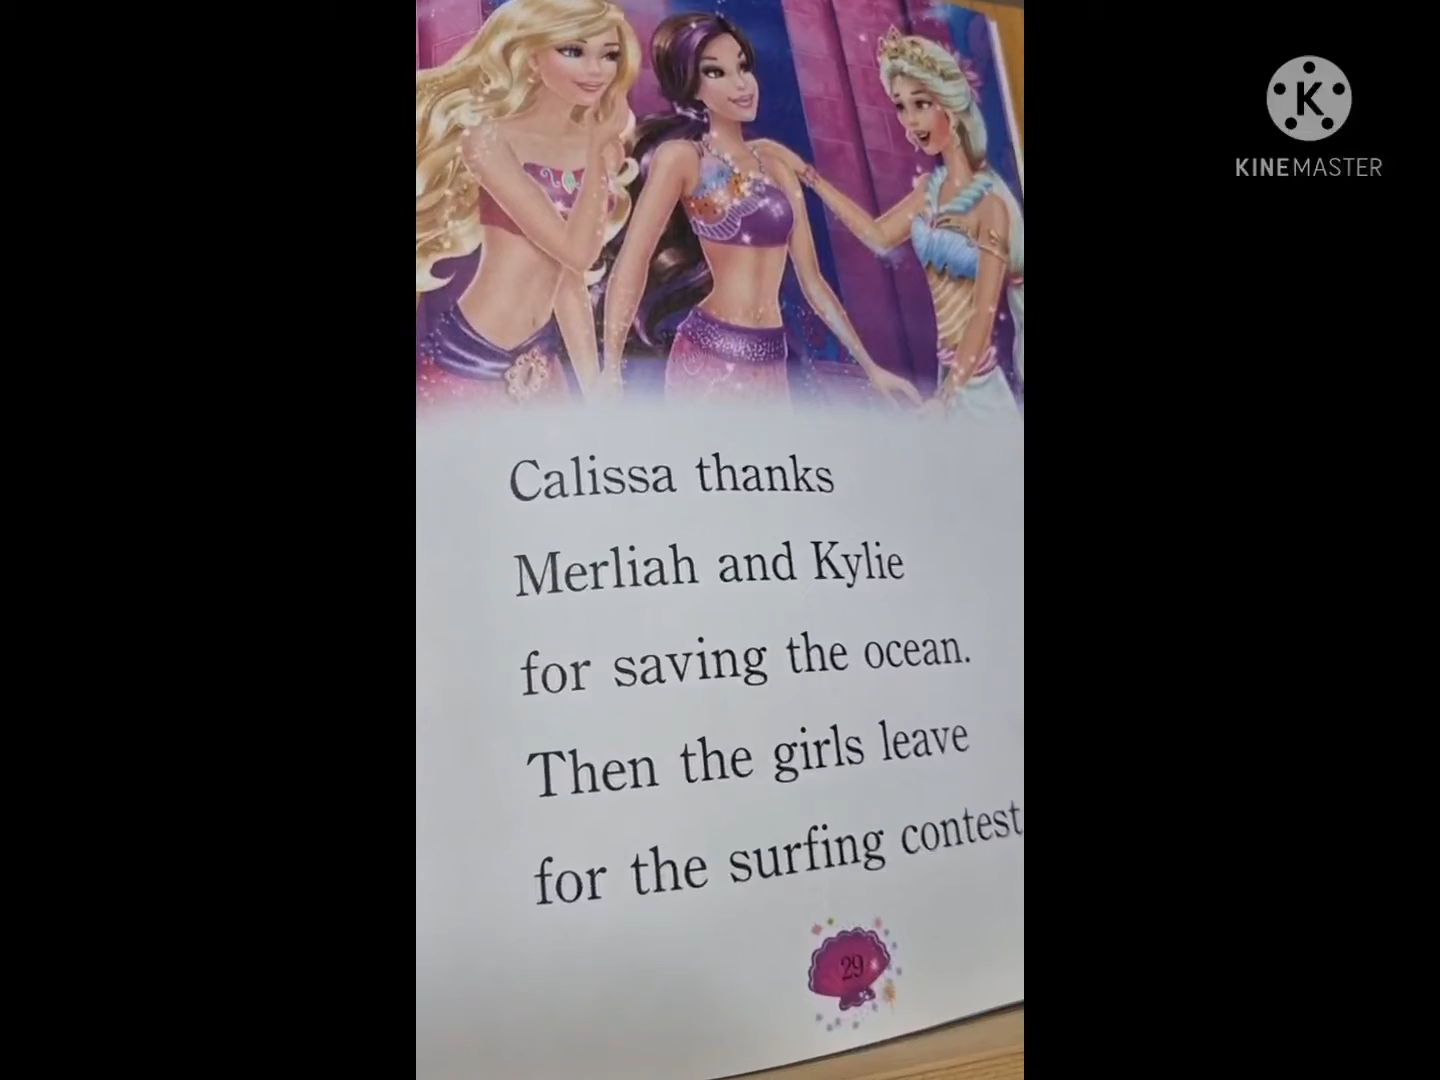 KINEMASTER
Calissa thanks
Merliah and Kylie
for saving the ocean.
Then the girls leave
for the surfing contest
29